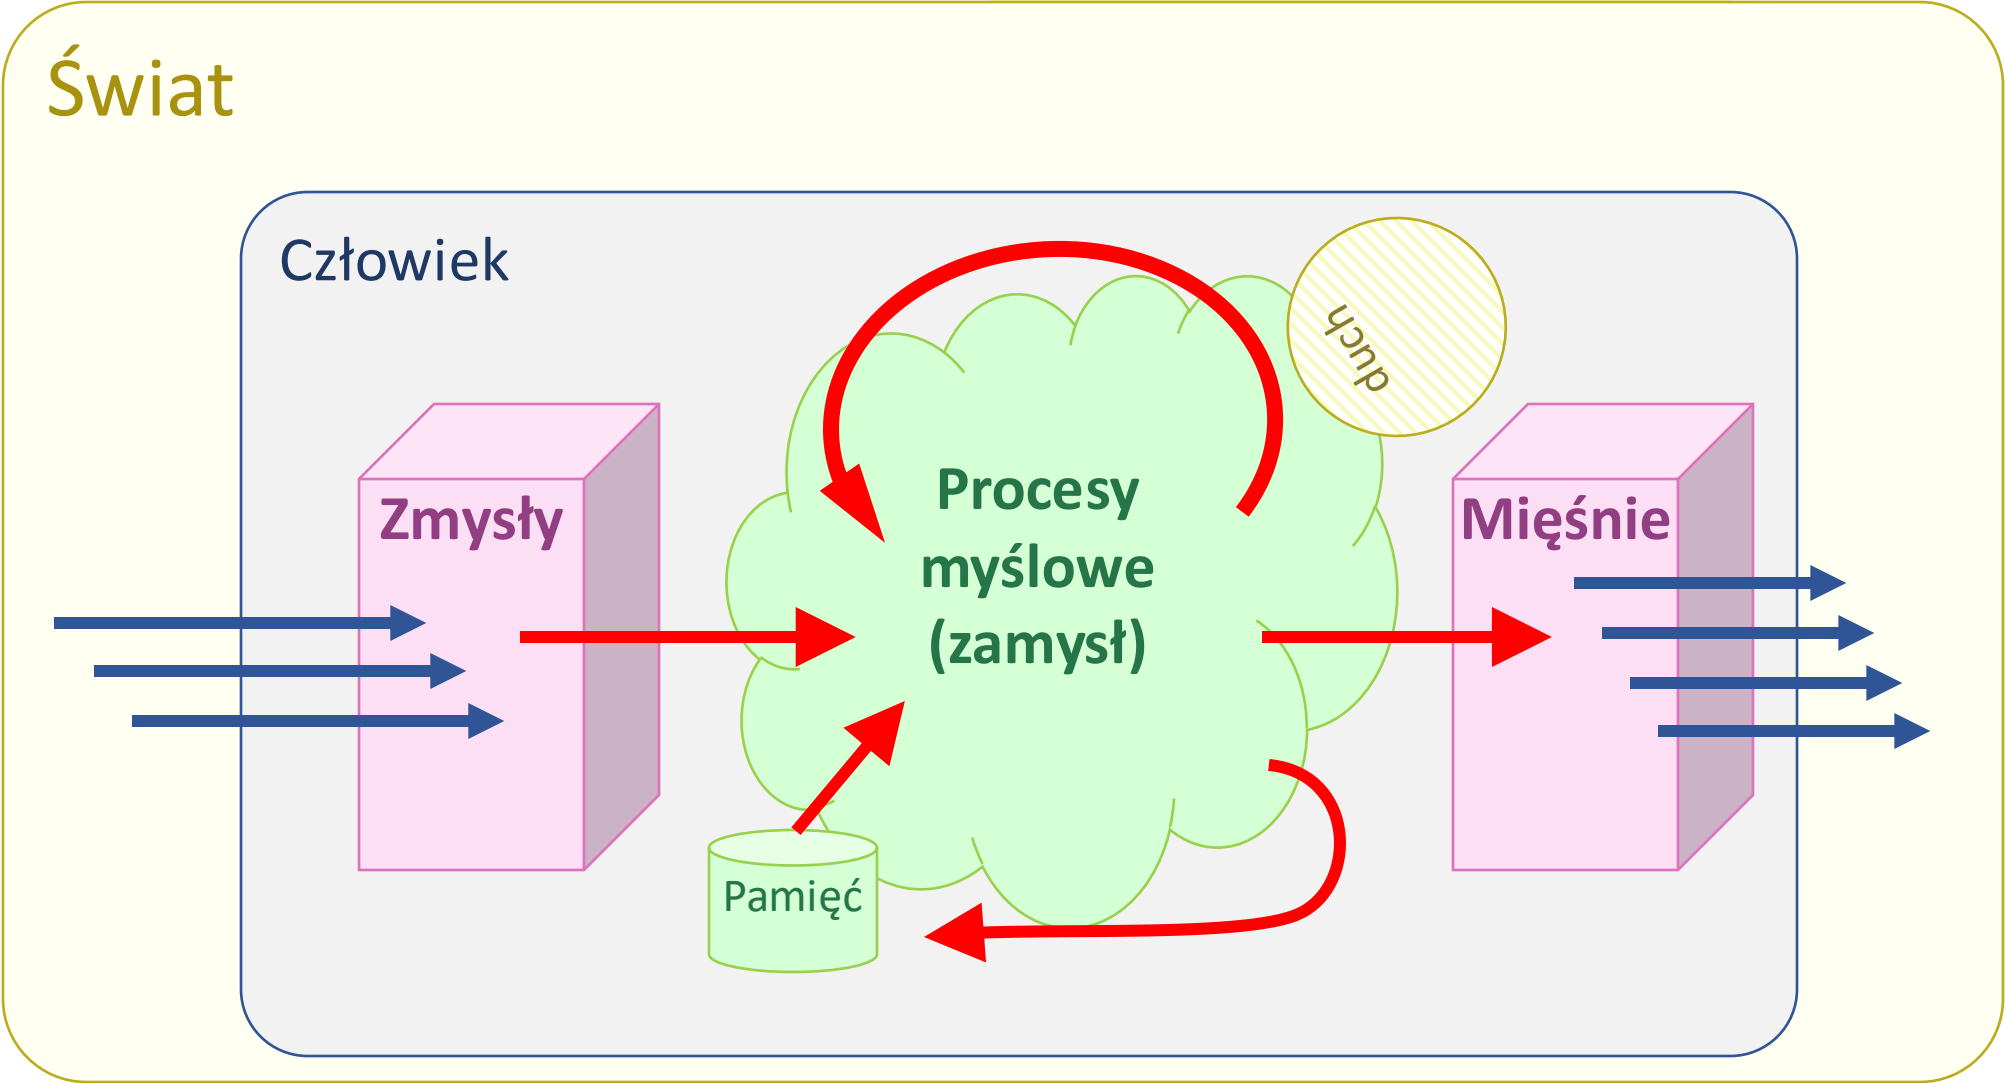 Świat
Człowiek
duch
Zmysły
Procesy
myślowe
(zamysł)
Mięśnie
Pamięć